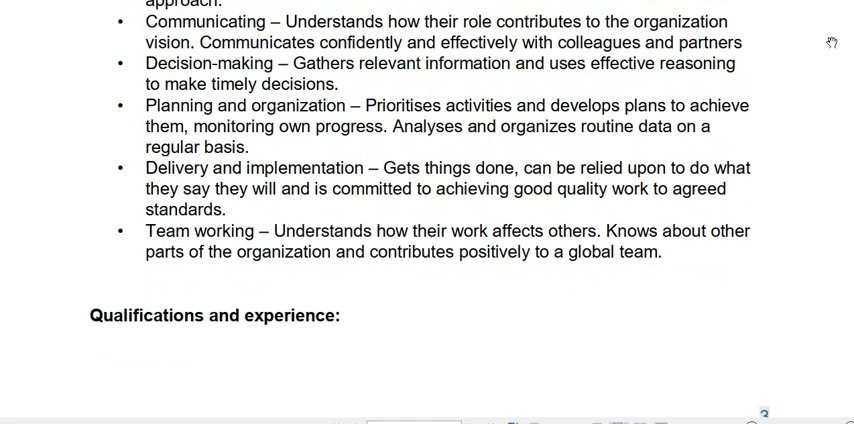 approach.
• Communicating – Understands how their role contributes to the organization
vision. Communicates confidently and effectively with colleagues and partners
• Decision-making – Gathers relevant information and uses effective reasoning
to make timely decisions.
• Planning and organization – Prioritises activities and develops plans to achieve
them, monitoring own progress. Analyses and organizes routine data on a
regular basis.
• Delivery and implementation – Gets things done, can be relied upon to do what
they say they will and is committed to achieving good quality work to agreed
standards.
• Team working – Understands how their work affects others. Knows about other
parts of the organization and contributes positively to a global team.
Qualifications and experience:
3